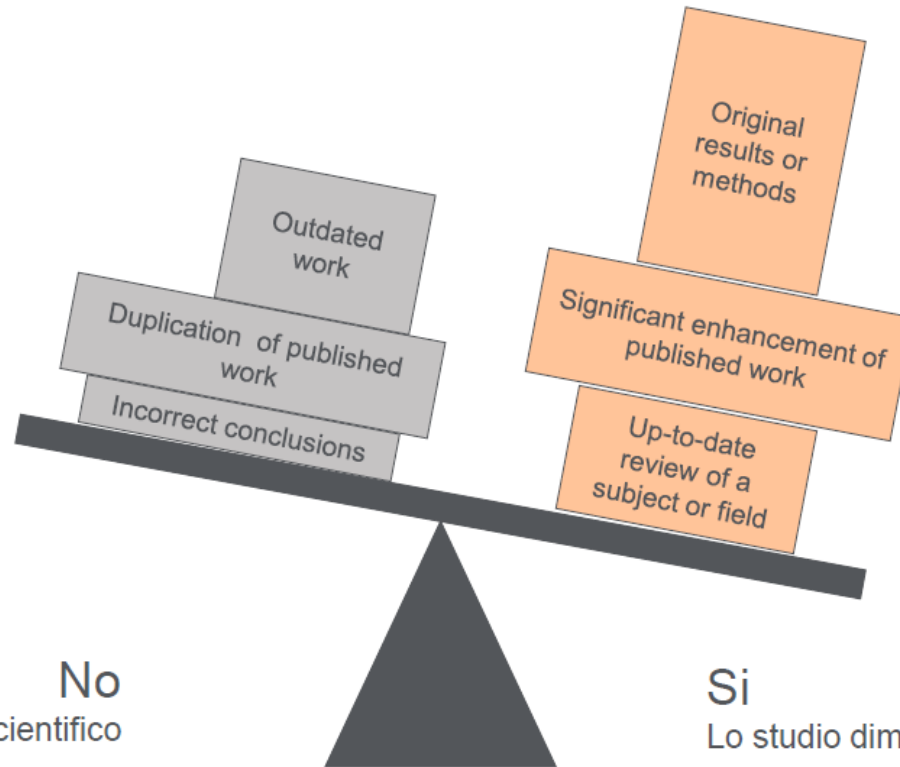 Outdated
work
Duplication of published
work
Incorrect conclusions
Original
results or
methods
Significant enhancement of
published work
Up-to-date
review of a
subject or field
No
cientifico
Si
Lo studio dim